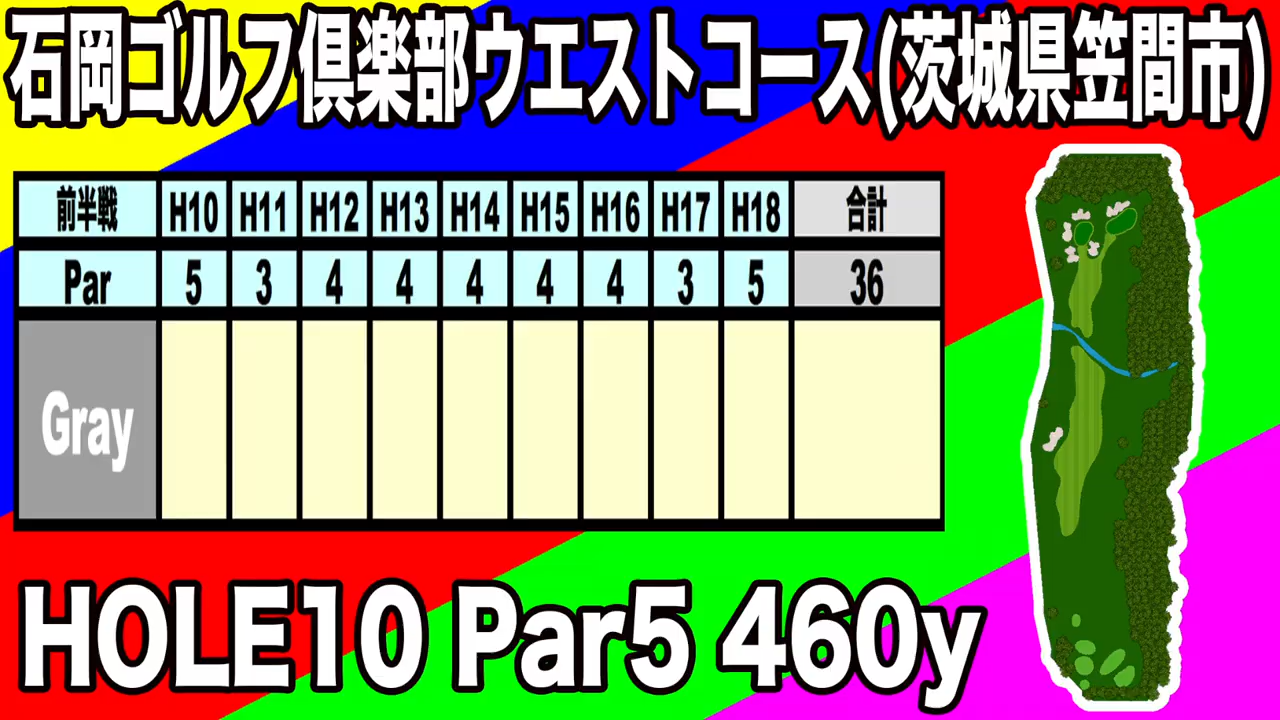 石岡ゴルフ倶楽部ウエストコース(茨城県笠間市)
前半戦 H10 H11 H12 H13 H14 H15 H16 H17 H18 合計
Par 5 3 4 4 4 4 4 3 5 36
Gray
HOLE10 Par5 460y